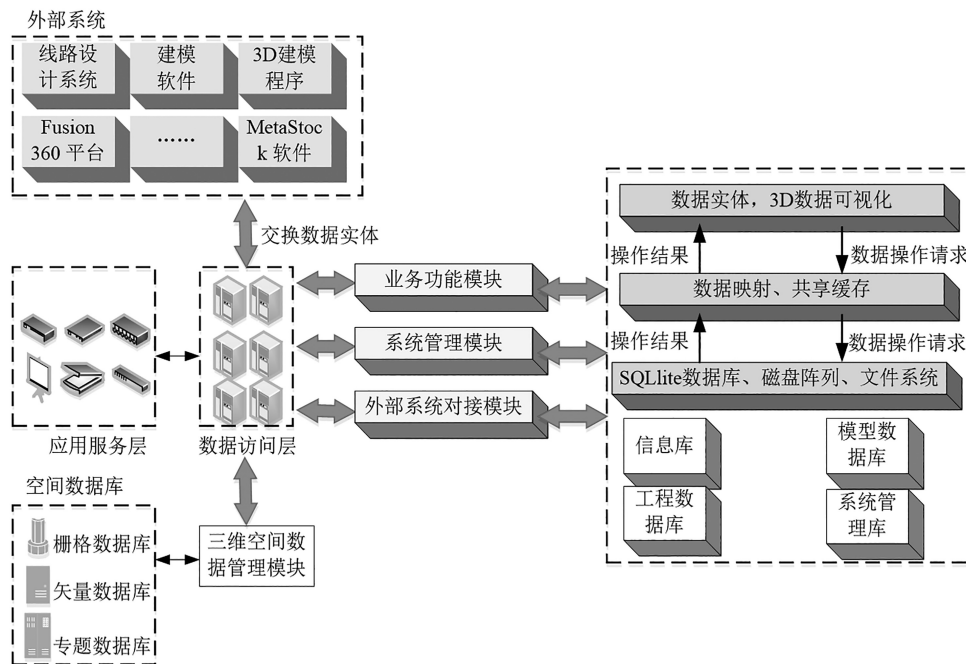 外部系统
线路设
计系统
建模
软件
3D建模
程序
Fusion
360 平台
……
MetaStoc
k 软件
交换数据实体
业务功能模块
系统管理模块
外部系统对接模块
应用服务层
数据访问层
空间数据库
栅格数据库
矢量数据库
专题数据库
三维空间数
据管理模块
数据实体，3D数据可视化
操作结果
数据操作请求
数据映射、共享缓存
操作结果
数据操作请求
SQLlite数据库、磁盘阵列、文件系统
信息库
模型数
据库
工程数
据库
系统管
理库